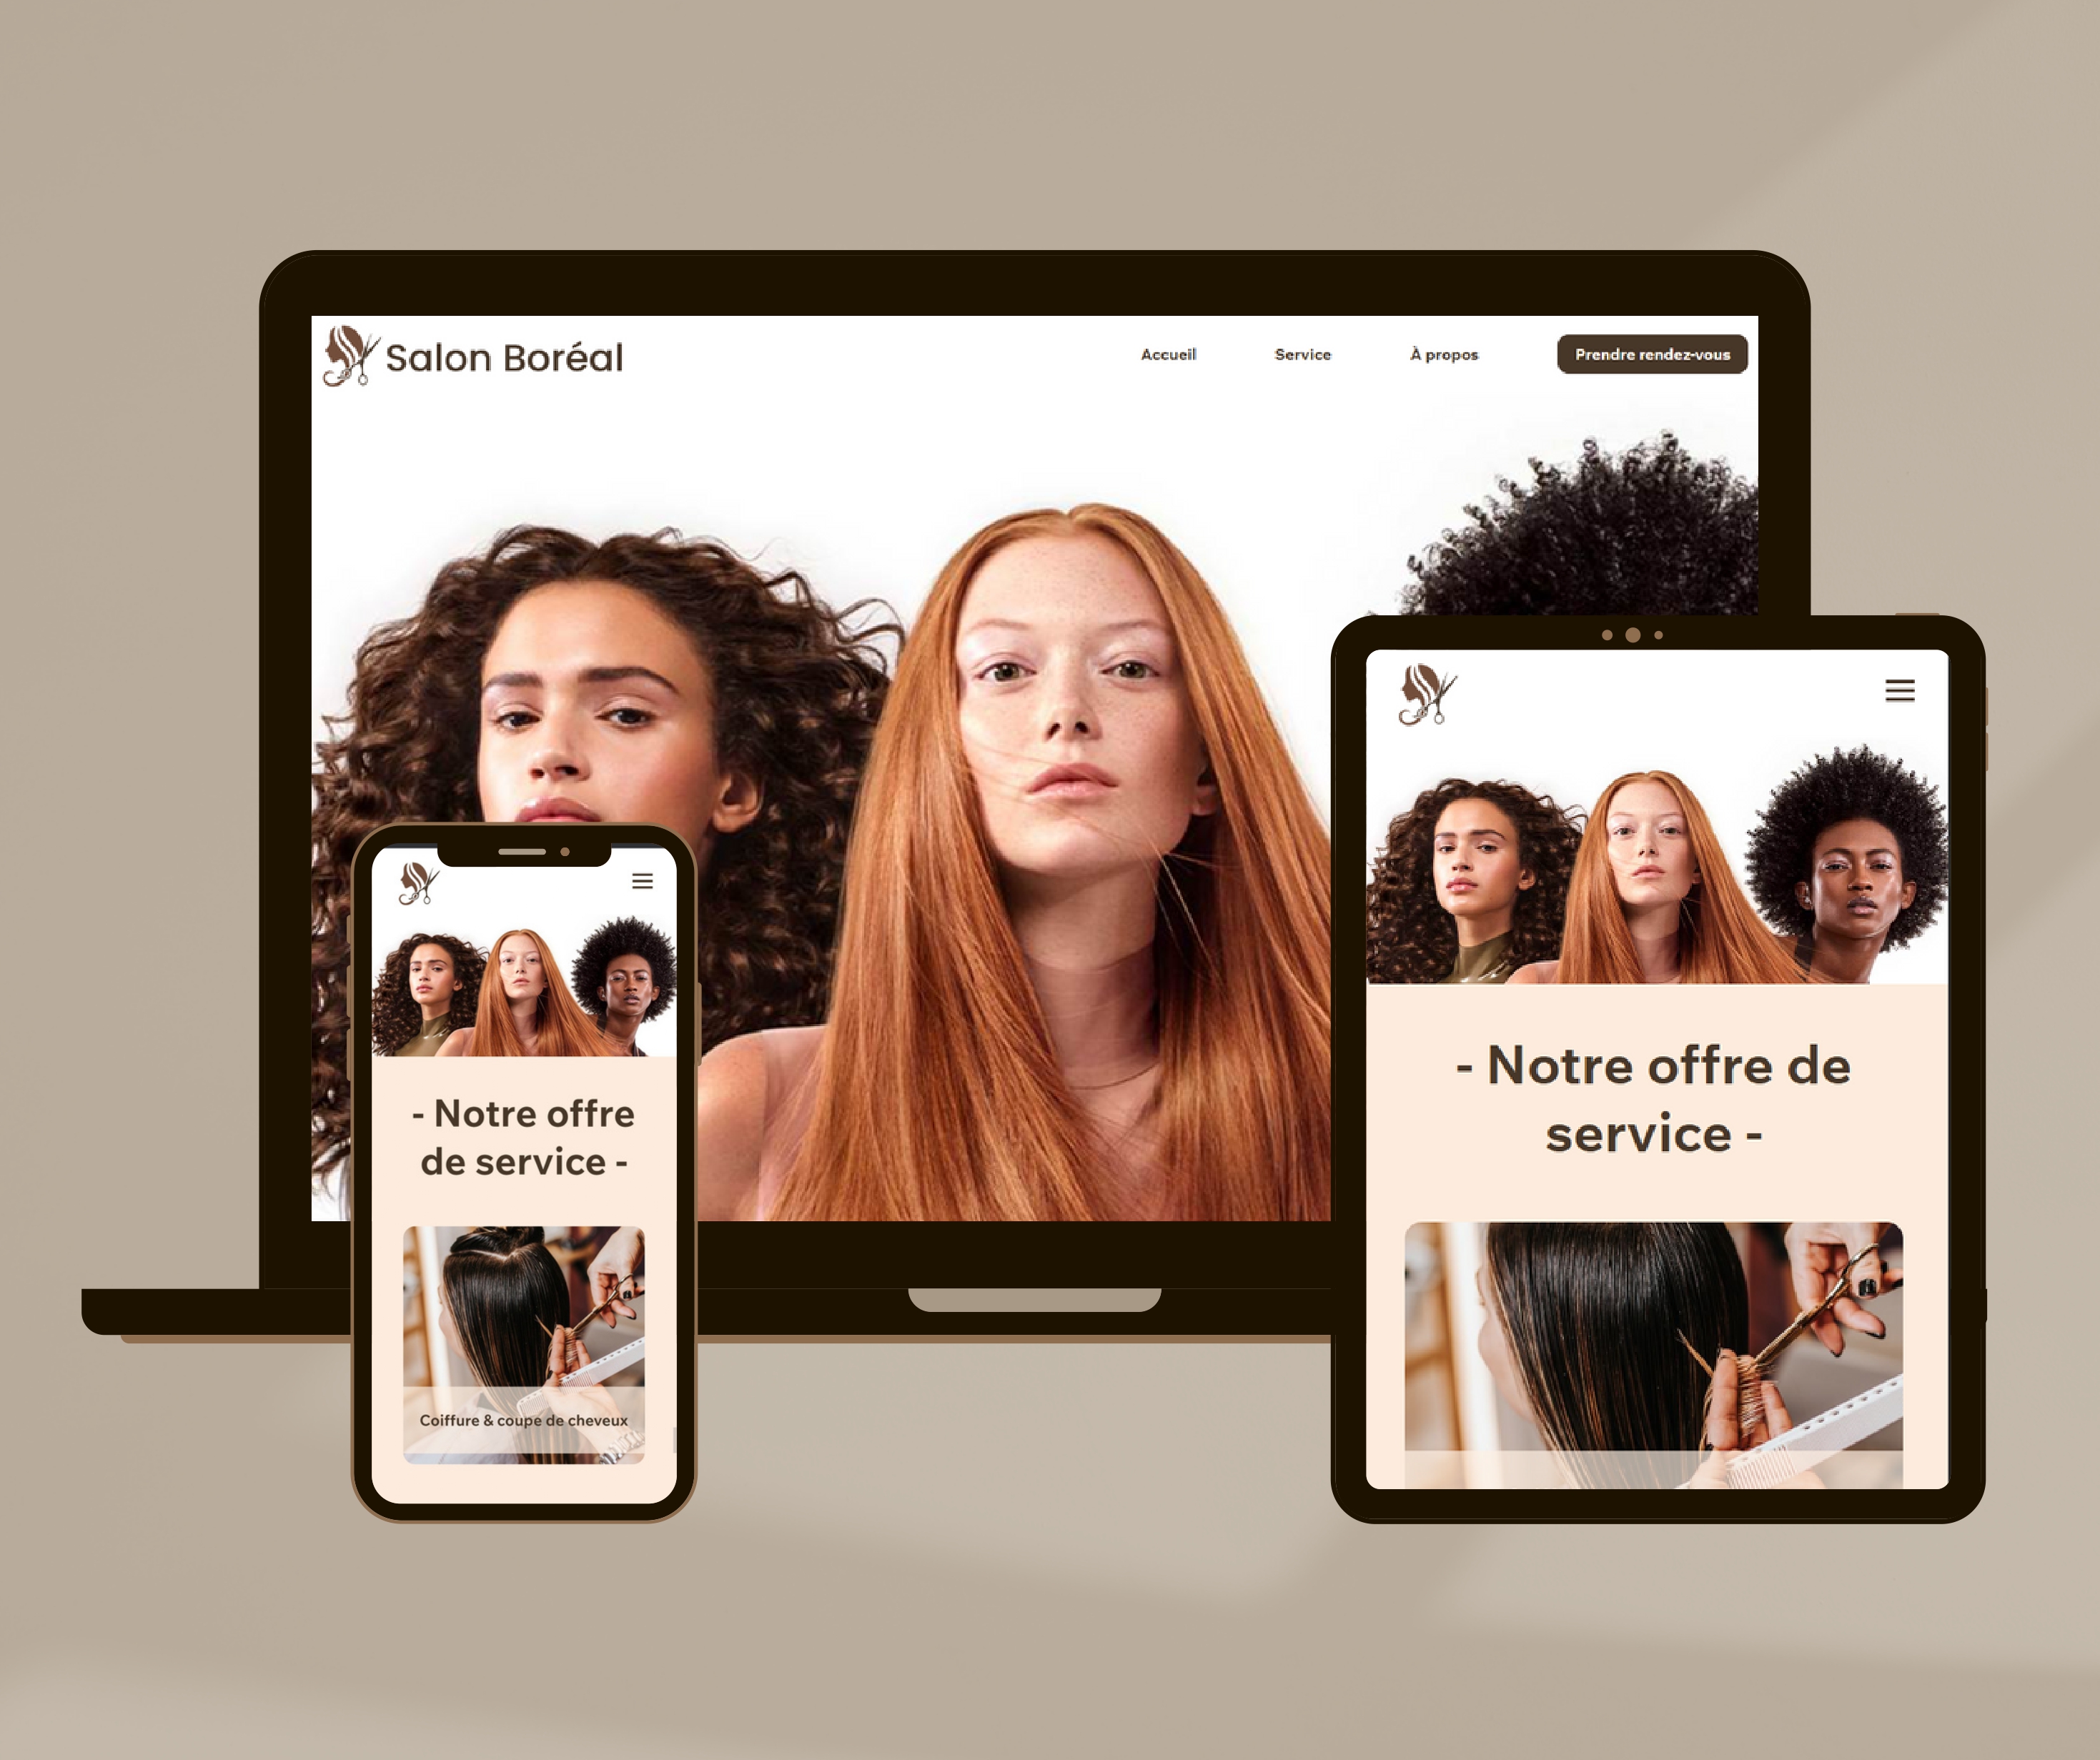 Salon Boréal
Accueil
Service
À propos
Prendre rendez-vous
- Notre offre
de service -
Coiffure & coupe de cheveux
- Notre offre de
service -